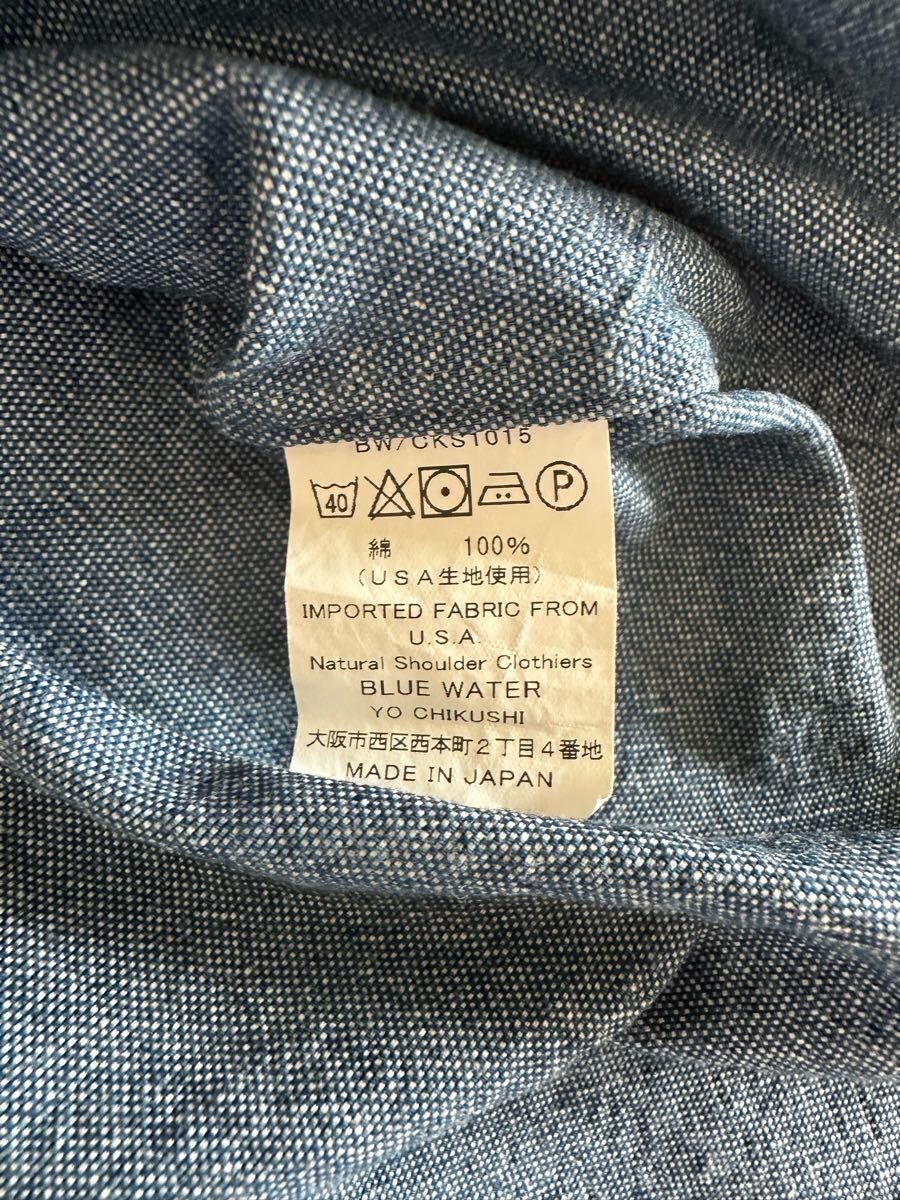 BW/CKS1015
40 P
綿 100%
(USA生地使用)
IMPORTED FABRIC FROM
U.S.A.
Natural Shoulder Clothiers
BLUE WATER
YO CHIKUSHI
大阪市西区西本町2丁目4番地
MADE IN JAPAN